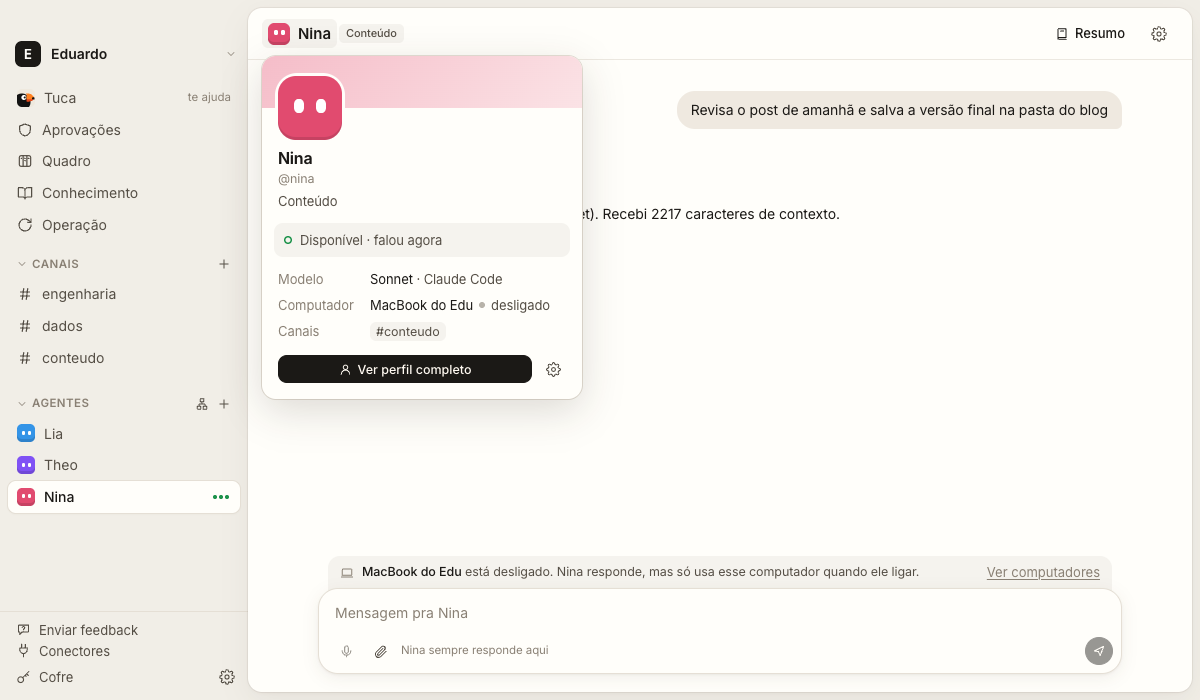 E Eduardo
Tuca te ajuda
Aprovações
Quadro
Conhecimento
Operação
CANAIS
# engenharia
# dados
# conteudo
AGENTES
Lia
Theo
Nina
Enviar feedback
Conectores
Cofre
Nina Conteúdo
Resumo
Nina
@nina
Conteúdo
Disponível · falou agora
Modelo Sonnet · Claude Code
Computador MacBook do Edu desligado
Canais #conteudo
Ver perfil completo
Revisa o post de amanhã e salva a versão final na pasta do blog
et). Recebi 2217 caracteres de contexto.
MacBook do Edu está desligado. Nina responde, mas só usa esse computador quando ele ligar. Ver computadores
Mensagem pra Nina
Nina sempre responde aqui